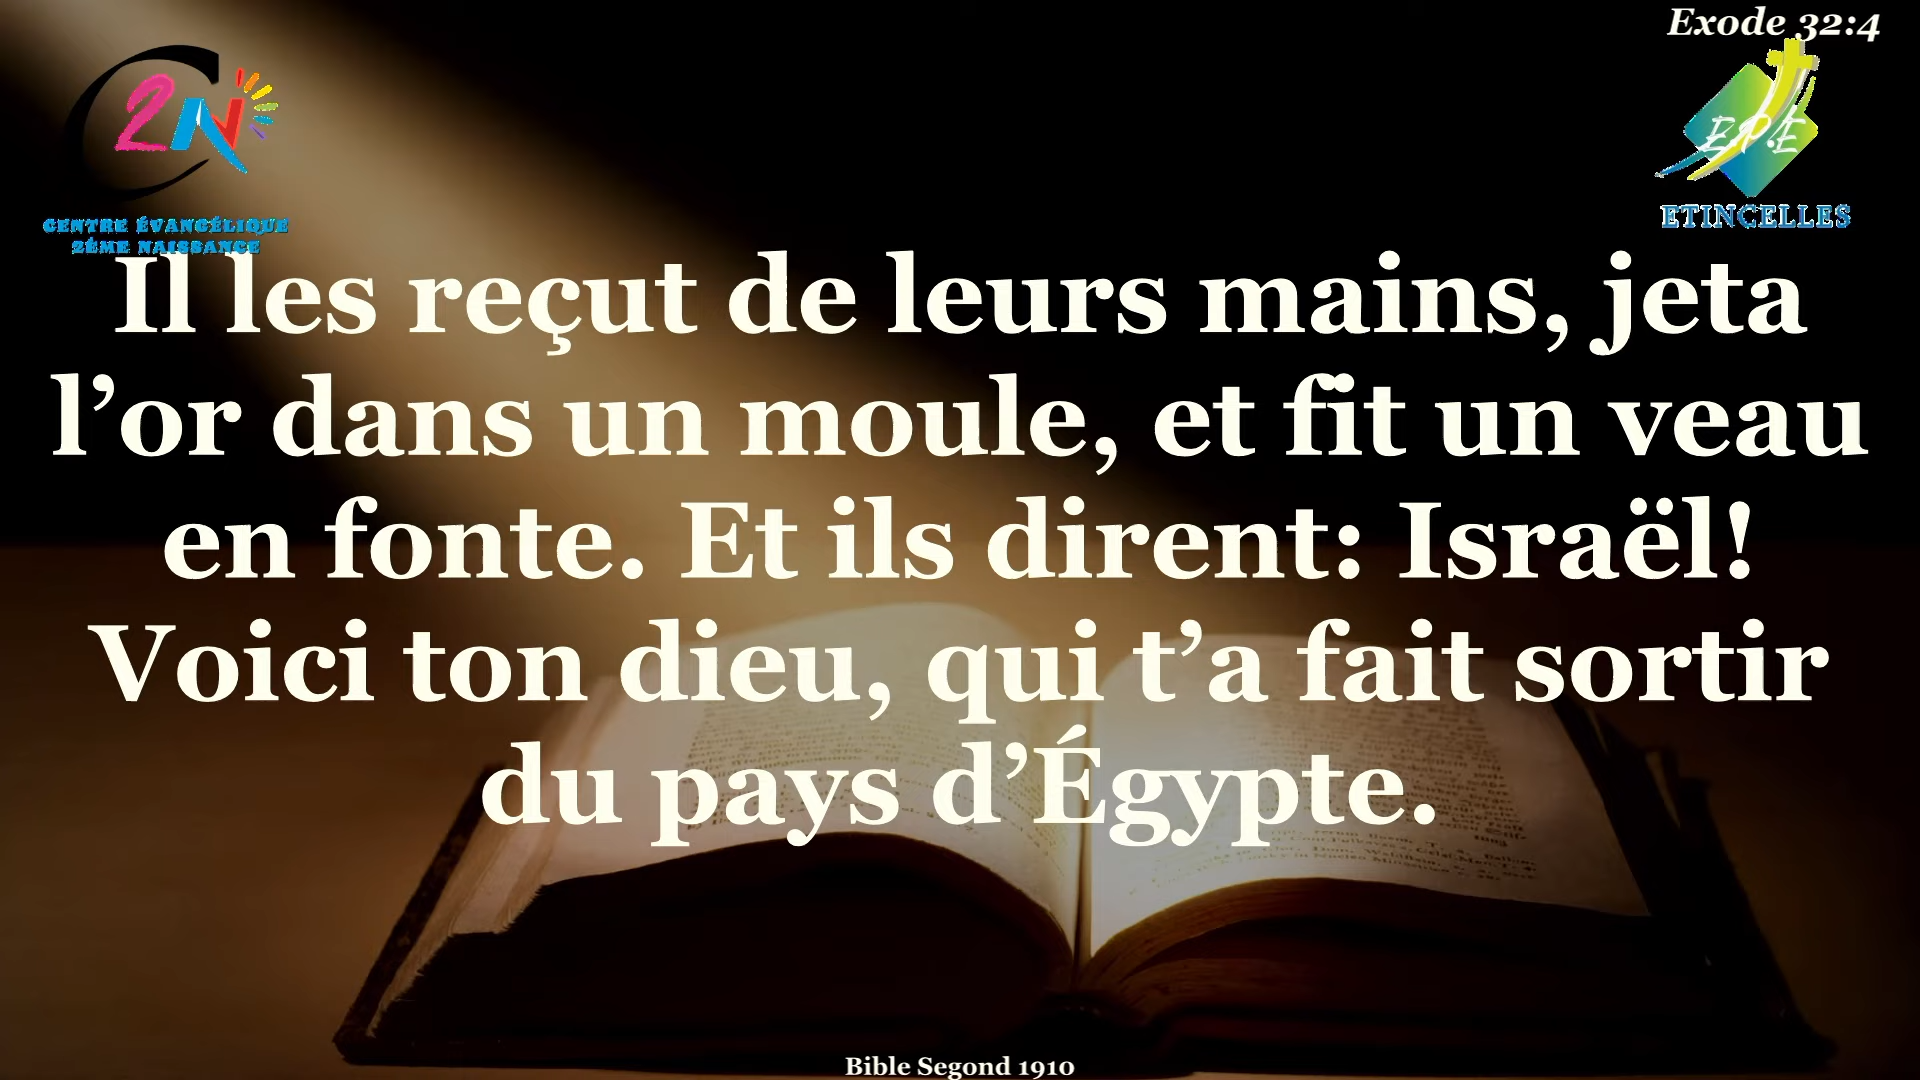 Exode 32:4
C2N
CENTRE ÉVANGÉLIQUE
2ÈME NAISSANCE
E.P.E
ETINCELLES
Il les reçut de leurs mains, jeta
l’or dans un moule, et fit un veau
en fonte. Et ils dirent: Israël!
Voici ton dieu, qui t’a fait sortir
du pays d’Égypte.
Bible Segond 1910